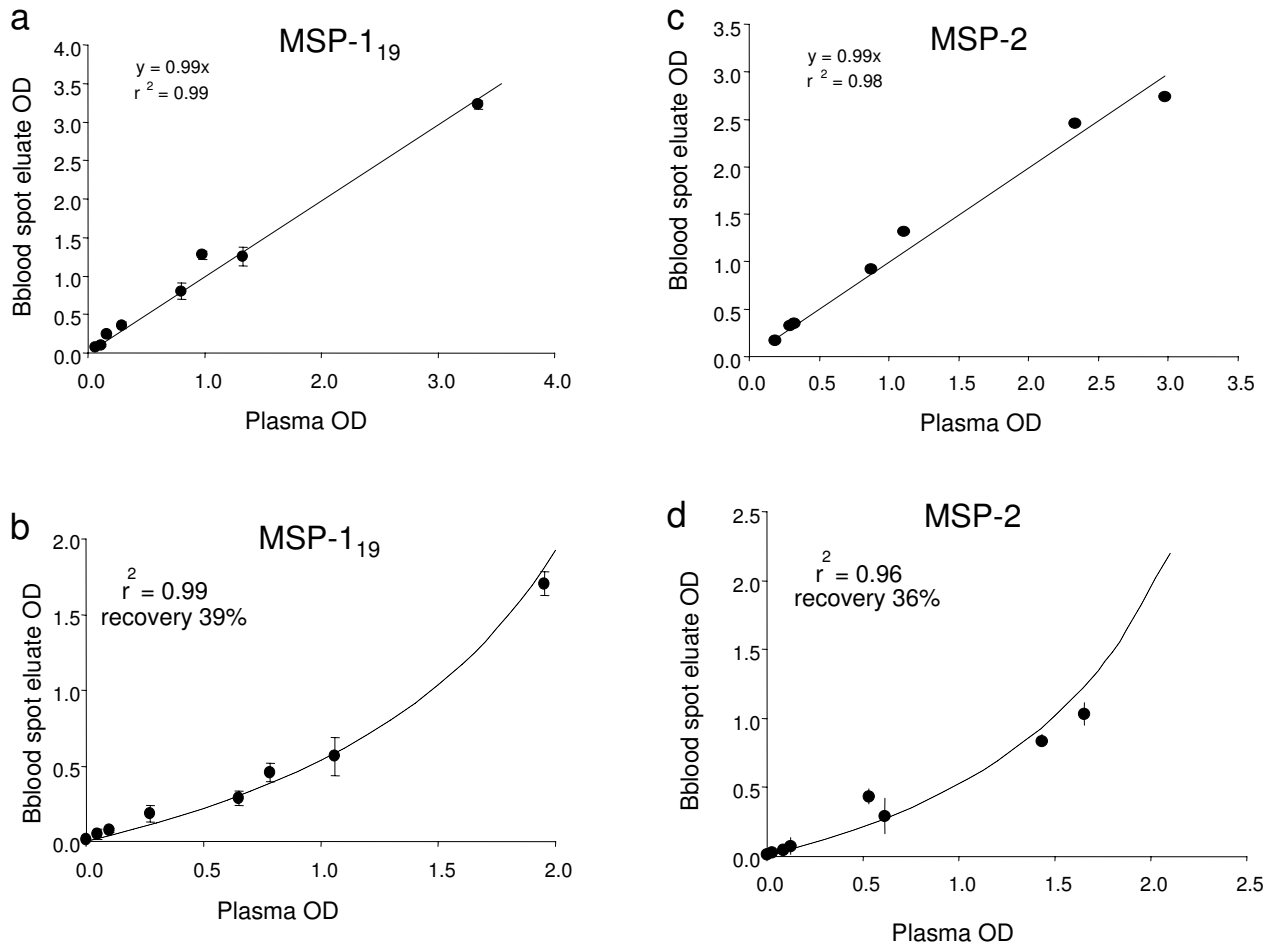 a
MSP-1₁₉
y = 0.99x
r² = 0.99
Bblood spot eluate OD
4.0
3.5
3.0
2.5
2.0
1.5
1.0
0.5
0.0
0.0 1.0 2.0 3.0 4.0
Plasma OD
c
MSP-2
y = 0.99x
r² = 0.98
Bblood spot eluate OD
3.5
3.0
2.5
2.0
1.5
1.0
0.5
0.0
0.0 0.5 1.0 1.5 2.0 2.5 3.0 3.5
Plasma OD
b
MSP-1₁₉
r² = 0.99
recovery 39%
Bblood spot eluate OD
2.0
1.5
1.0
0.5
0.0
0.0 0.5 1.0 1.5 2.0
Plasma OD
d
MSP-2
r² = 0.96
recovery 36%
Bblood spot eluate OD
2.5
2.0
1.5
1.0
0.5
0.0
0.0 0.5 1.0 1.5 2.0 2.5
Plasma OD